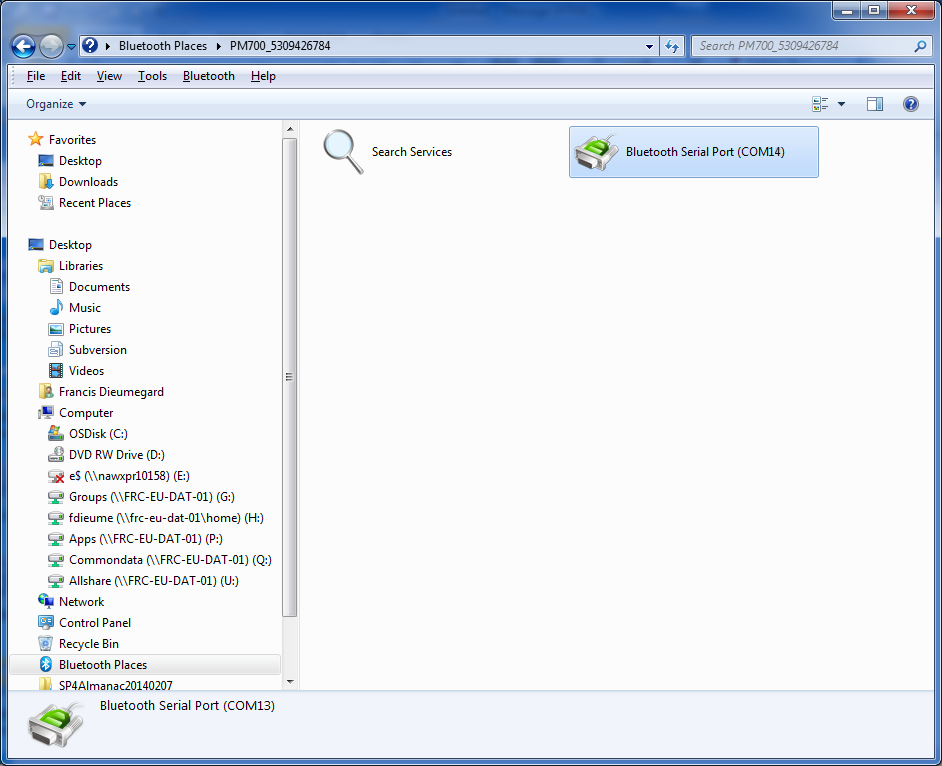 Bluetooth Places
PM700_5309426784
Search PM700_5309426784
File Edit View Tools Bluetooth Help
Organize
Favorites
Desktop
Downloads
Recent Places
Desktop
Libraries
Documents
Music
Pictures
Subversion
Videos
Francis Dieumegard
Computer
OSDisk (C:)
DVD RW Drive (D:)
e$ (\\nawxpr10158) (E:)
Groups (\\FRC-EU-DAT-01) (G:)
fdieume (\\frc-eu-dat-01\home) (H:)
Apps (\\FRC-EU-DAT-01) (P:)
Commondata (\\FRC-EU-DAT-01) (Q:)
Allshare (\\FRC-EU-DAT-01) (U:)
Network
Control Panel
Recycle Bin
Bluetooth Places
SP4Almanac20140207
Search Services
Bluetooth Serial Port (COM14)
Bluetooth Serial Port (COM13)